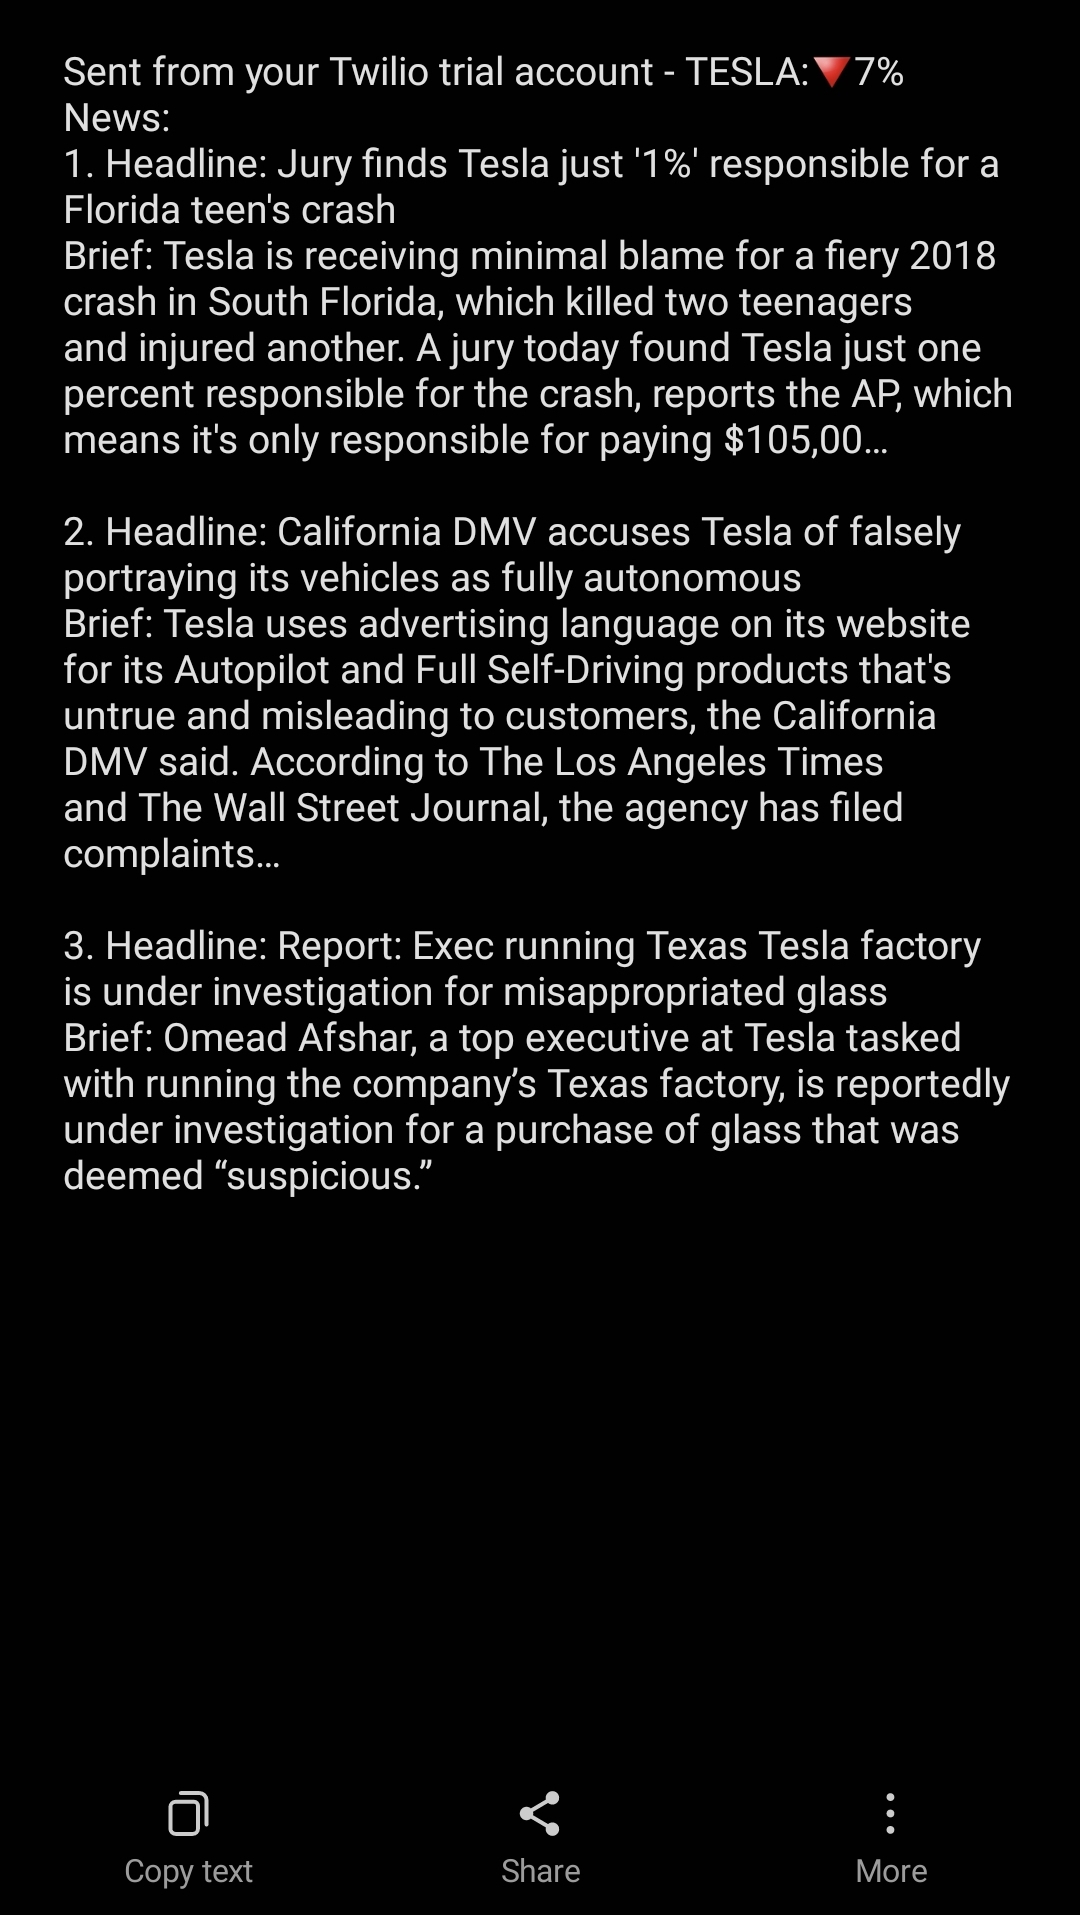 Sent from your Twilio trial account - TESLA:🔻7%
News:
1. Headline: Jury finds Tesla just '1%' responsible for a
Florida teen's crash
Brief: Tesla is receiving minimal blame for a fiery 2018
crash in South Florida, which killed two teenagers
and injured another. A jury today found Tesla just one
percent responsible for the crash, reports the AP, which
means it's only responsible for paying $105,00…

2. Headline: California DMV accuses Tesla of falsely
portraying its vehicles as fully autonomous
Brief: Tesla uses advertising language on its website
for its Autopilot and Full Self-Driving products that's
untrue and misleading to customers, the California
DMV said. According to The Los Angeles Times
and The Wall Street Journal, the agency has filed
complaints…

3. Headline: Report: Exec running Texas Tesla factory
is under investigation for misappropriated glass
Brief: Omead Afshar, a top executive at Tesla tasked
with running the company’s Texas factory, is reportedly
under investigation for a purchase of glass that was
deemed “suspicious.”
Copy text
Share
More